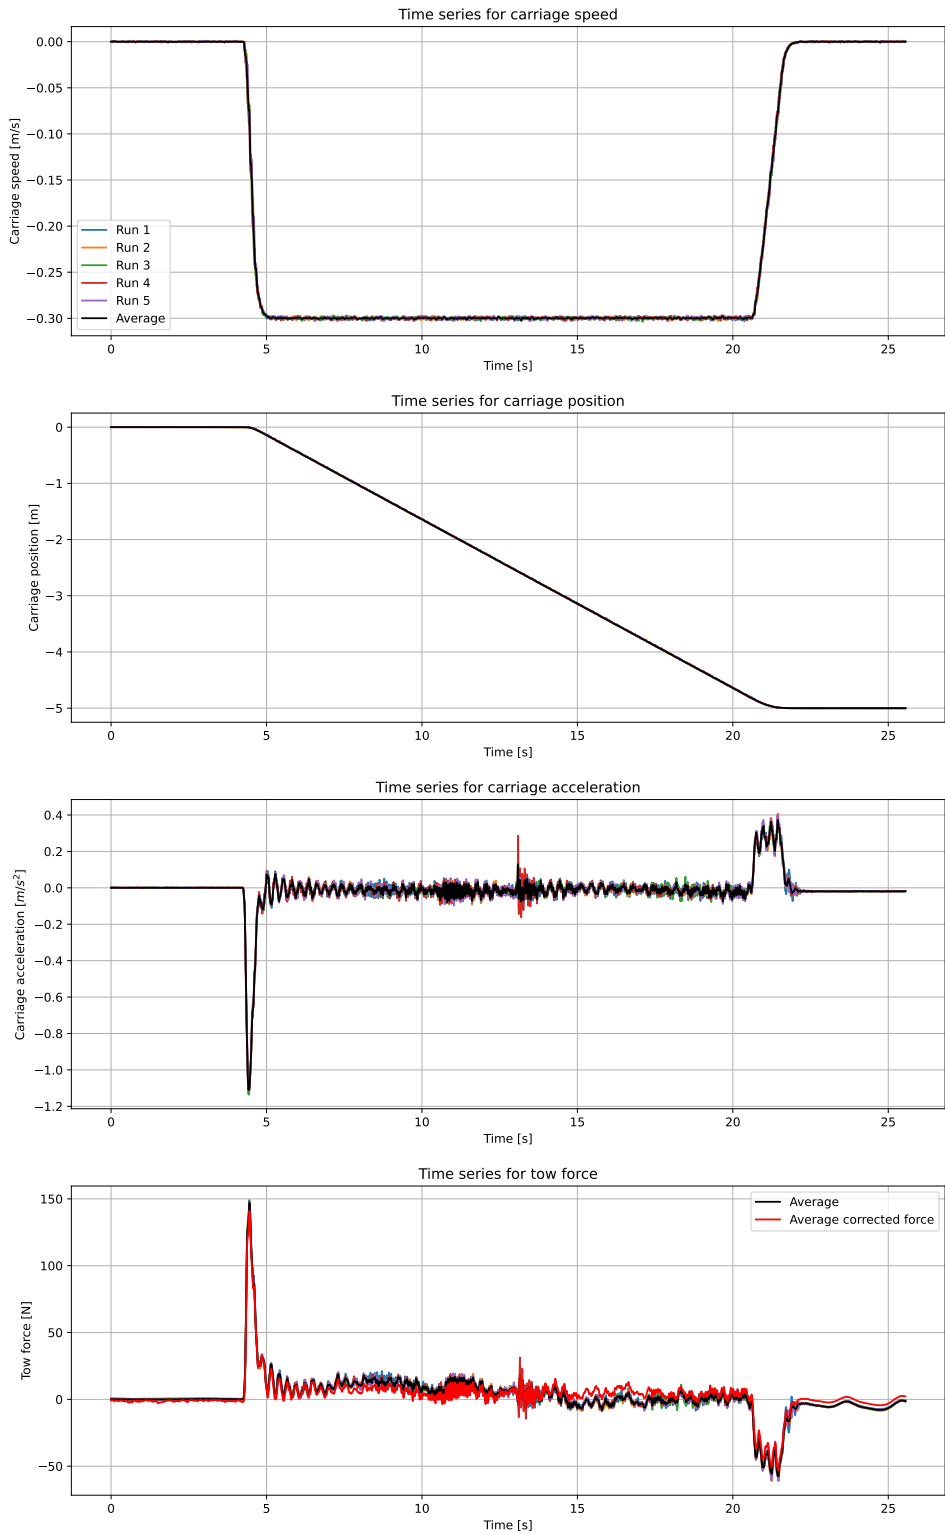 Time series for carriage speed
Carriage speed [m/s]
0.00
−0.05
−0.10
−0.15
−0.20
−0.25
−0.30
Run 1
Run 2
Run 3
Run 4
Run 5
Average
0 5 10 15 20 25
Time [s]
Time series for carriage position
Carriage position [m]
0
−1
−2
−3
−4
−5
0 5 10 15 20 25
Time [s]
Time series for carriage acceleration
Carriage acceleration [m/s²]
0.4
0.2
0.0
−0.2
−0.4
−0.6
−0.8
−1.0
−1.2
0 5 10 15 20 25
Time [s]
Time series for tow force
Tow force [N]
150
100
50
0
−50
Average
Average corrected force
0 5 10 15 20 25
Time [s]